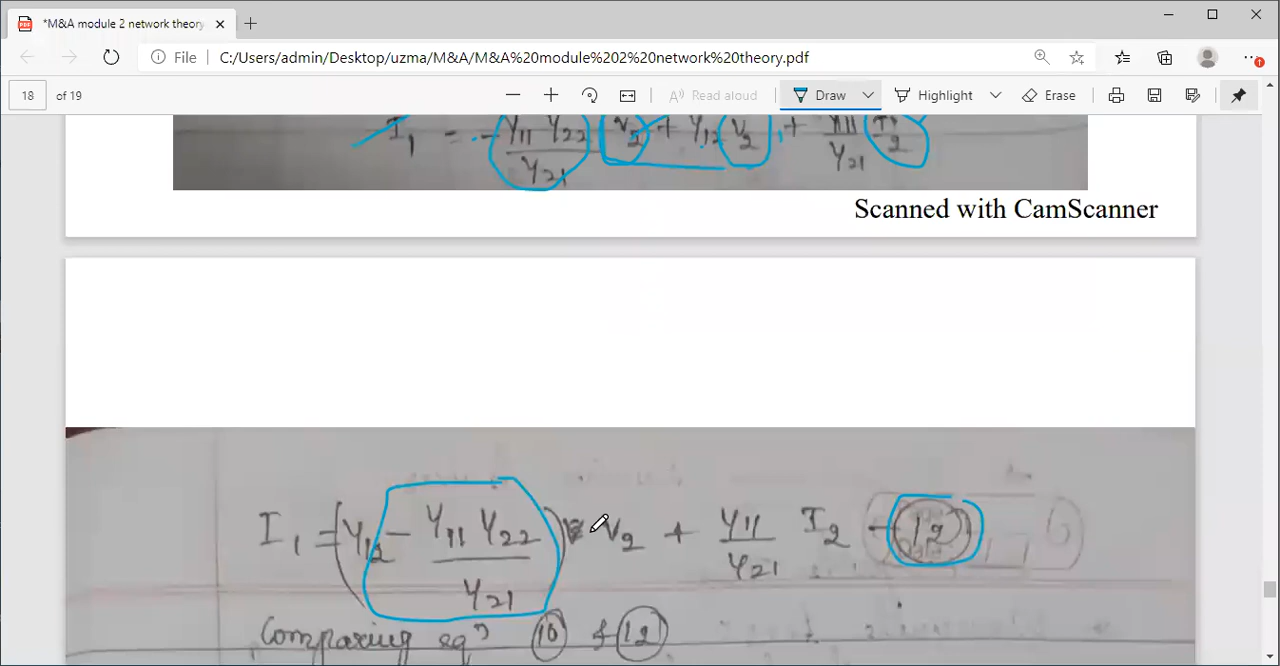 *M&A module 2 network theory
File C:/Users/admin/Desktop/uzma/M&A/M&A%20module%202%20network%20theory.pdf
18 of 19 Read aloud Draw Highlight Erase
I₁ = - Y₁₁ Y₂₂ / Y₂₁ V₂ + Y₁₂ V₂ + Y₁₁ / Y₂₁ I₂
Scanned with CamScanner
I₁ = (Y₁₂ - Y₁₁ Y₂₂ / Y₂₁) V₂ + Y₁₁ / Y₂₁ I₂ - (12)
Comparing eqⁿ (10) & (12)